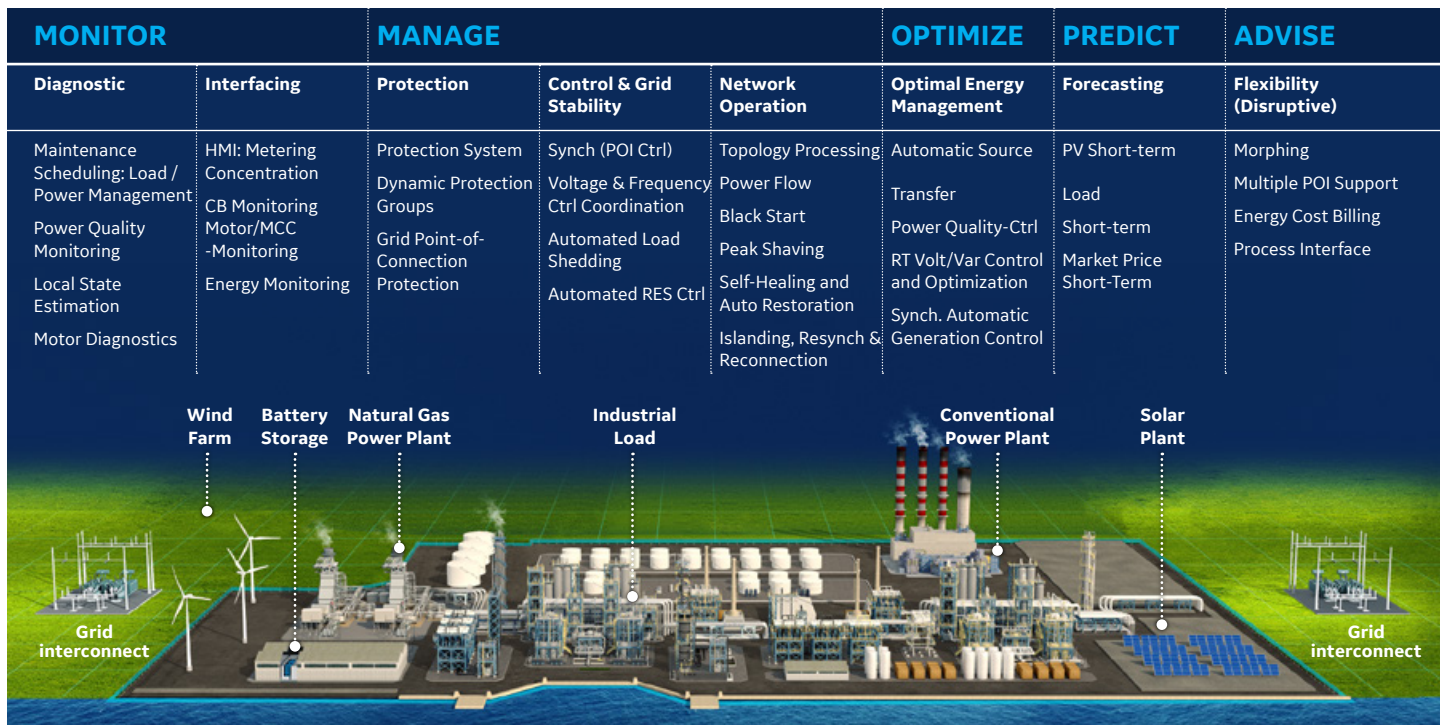 MONITOR
MANAGE
OPTIMIZE
PREDICT
ADVISE
Diagnostic
Interfacing
Protection
Control & Grid
Stability
Network
Operation
Optimal Energy
Management
Forecasting
Flexibility
(Disruptive)
Maintenance
Scheduling: Load /
Power Management
Power Quality
Monitoring
Local State
Estimation
Motor Diagnostics
HMI: Metering
Concentration
CB Monitoring
Motor/MCC
-Monitoring
Energy Monitoring
Protection System
Dynamic Protection
Groups
Grid Point-of-
Connection
Protection
Synch (POI Ctrl)
Voltage & Frequency
Ctrl Coordination
Automated Load
Shedding
Automated RES Ctrl
Topology Processing
Power Flow
Black Start
Peak Shaving
Self-Healing and
Auto Restoration
Islanding, Resynch &
Reconnection
Automatic Source
Transfer
Power Quality-Ctrl
RT Volt/Var Control
and Optimization
Synch. Automatic
Generation Control
PV Short-term
Load
Short-term
Market Price
Short-Term
Morphing
Multiple POI Support
Energy Cost Billing
Process Interface
Wind
Farm
Battery
Storage
Natural Gas
Power Plant
Industrial
Load
Conventional
Power Plant
Solar
Plant
Grid
interconnect
Grid
interconnect